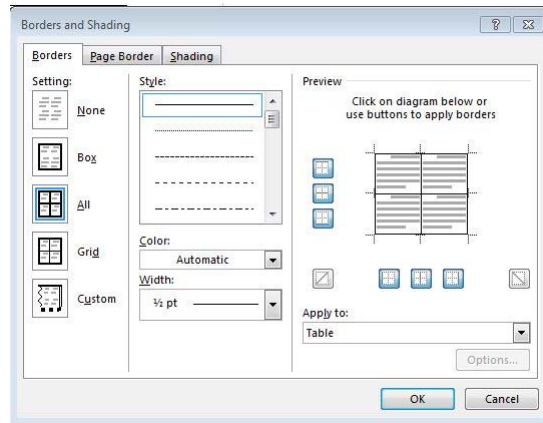 Borders and Shading
Borders Page Border Shading
Setting:
None
Box
All
Grid
Custom
Style:
Color:
Automatic
Width:
½ pt
Preview
Click on diagram below or
use buttons to apply borders
Apply to:
Table
Options...
OK Cancel